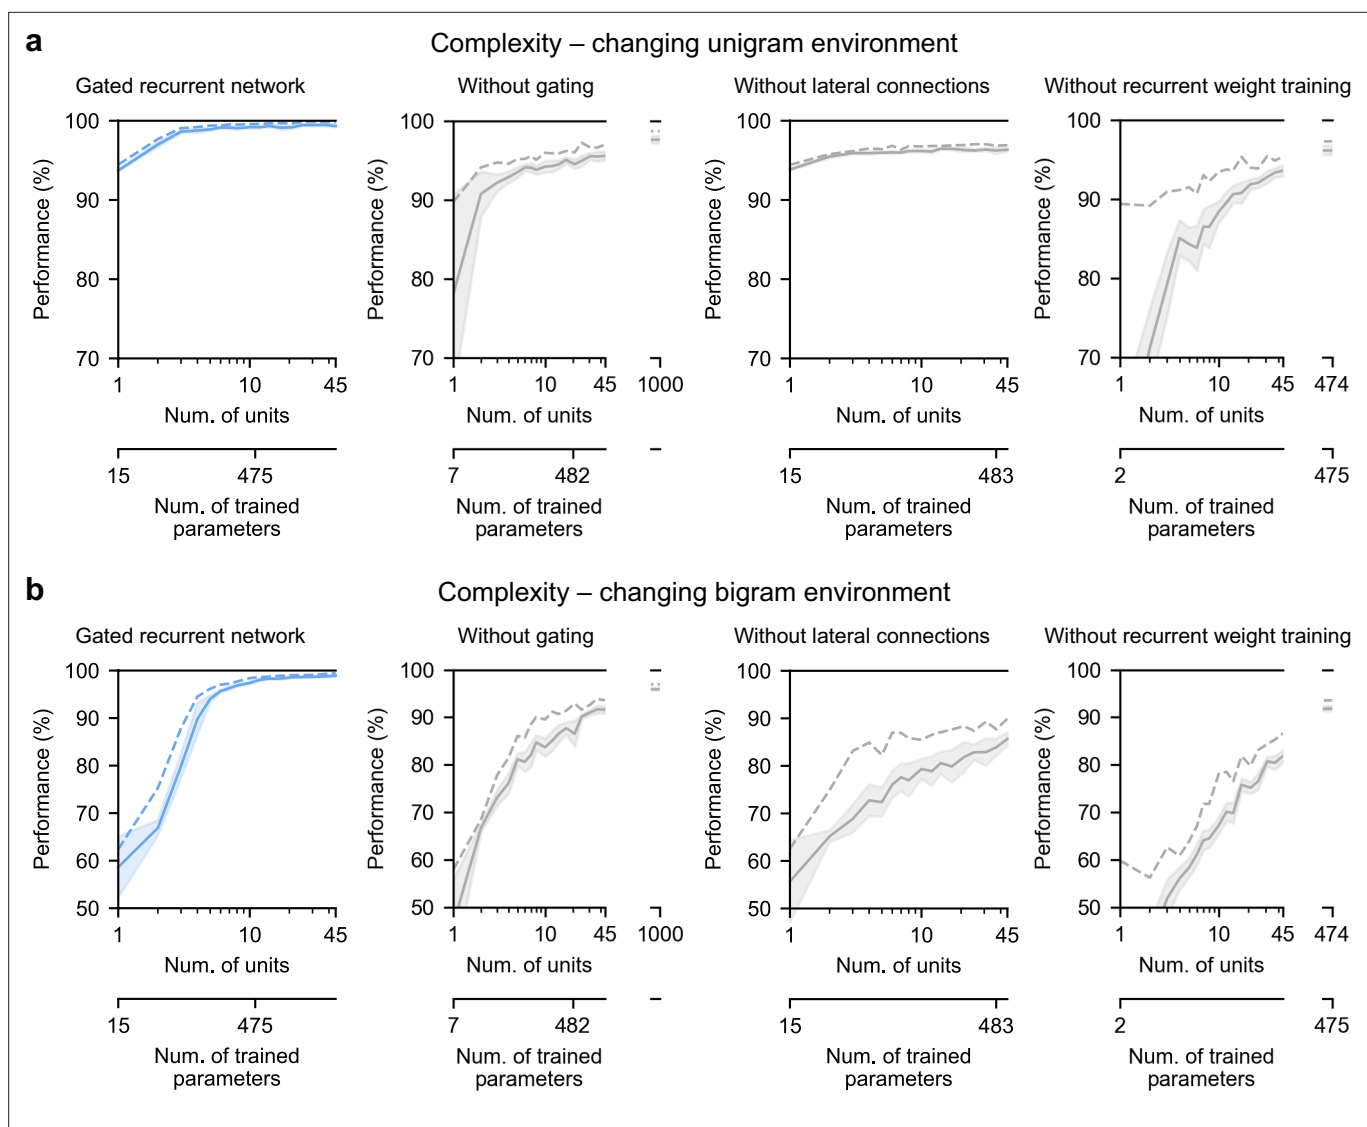 a
Complexity – changing unigram environment
Gated recurrent network
Without gating
Without lateral connections
Without recurrent weight training
Performance (%)
100
90
80
70
1
10
45
Num. of units
15
475
Num. of trained
parameters
Performance (%)
100
90
80
70
1
10
45
1000
Num. of units
7
482
Num. of trained
parameters
Performance (%)
100
90
80
70
1
10
45
Num. of units
15
483
Num. of trained
parameters
Performance (%)
100
90
80
70
1
10
45
474
Num. of units
2
475
Num. of trained
parameters
b
Complexity – changing bigram environment
Gated recurrent network
Without gating
Without lateral connections
Without recurrent weight training
Performance (%)
100
90
80
70
60
50
1
10
45
Num. of units
15
475
Num. of trained
parameters
Performance (%)
100
90
80
70
60
50
1
10
45
1000
Num. of units
7
482
Num. of trained
parameters
Performance (%)
100
90
80
70
60
50
1
10
45
Num. of units
15
483
Num. of trained
parameters
Performance (%)
100
90
80
70
60
50
1
10
45
474
Num. of units
2
475
Num. of trained
parameters